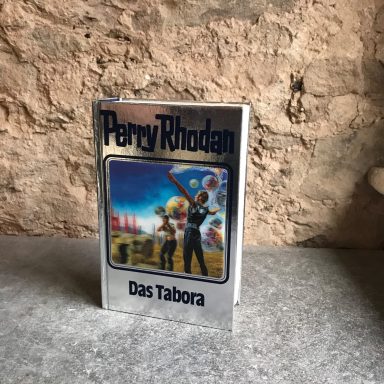 Perry Rhodan
Das Tabora